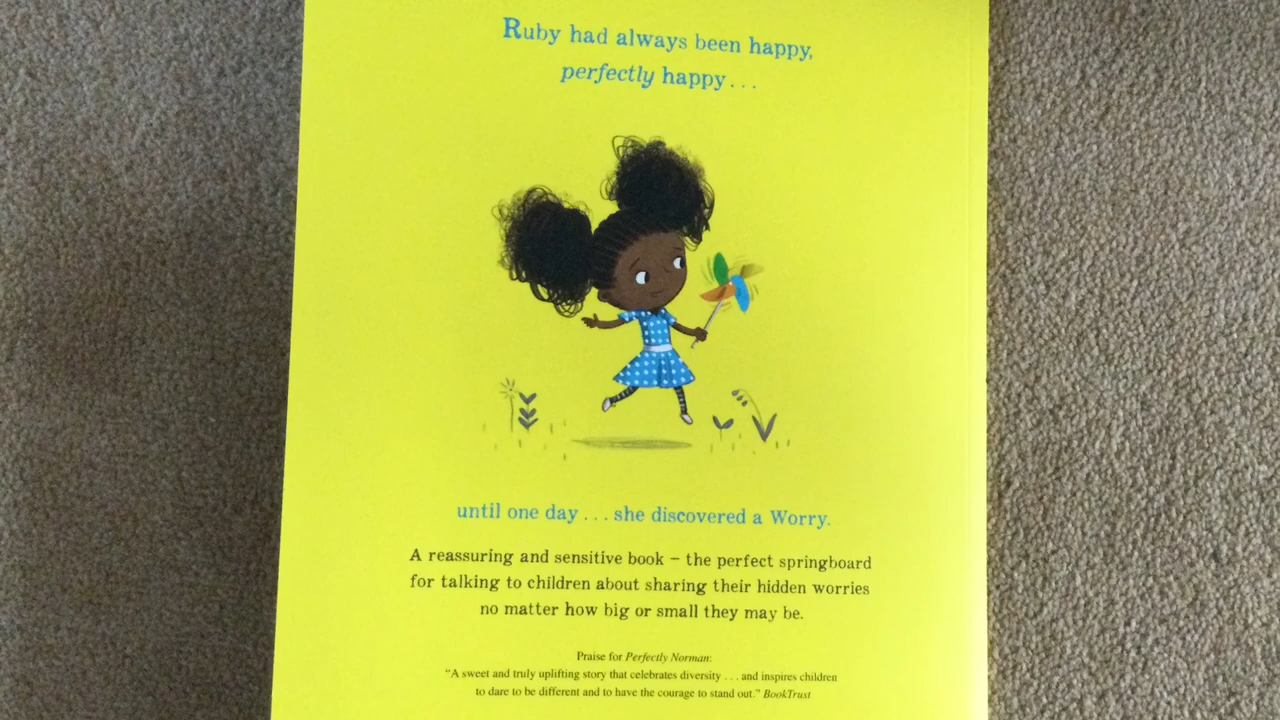 Ruby had always been happy,
perfectly happy . . .
until one day . . . she discovered a Worry.
A reassuring and sensitive book – the perfect springboard
for talking to children about sharing their hidden worries
no matter how big or small they may be.
Praise for Perfectly Norman:
“A sweet and truly uplifting story that celebrates diversity . . . and inspires children
to dare to be different and to have the courage to stand out.” BookTrust